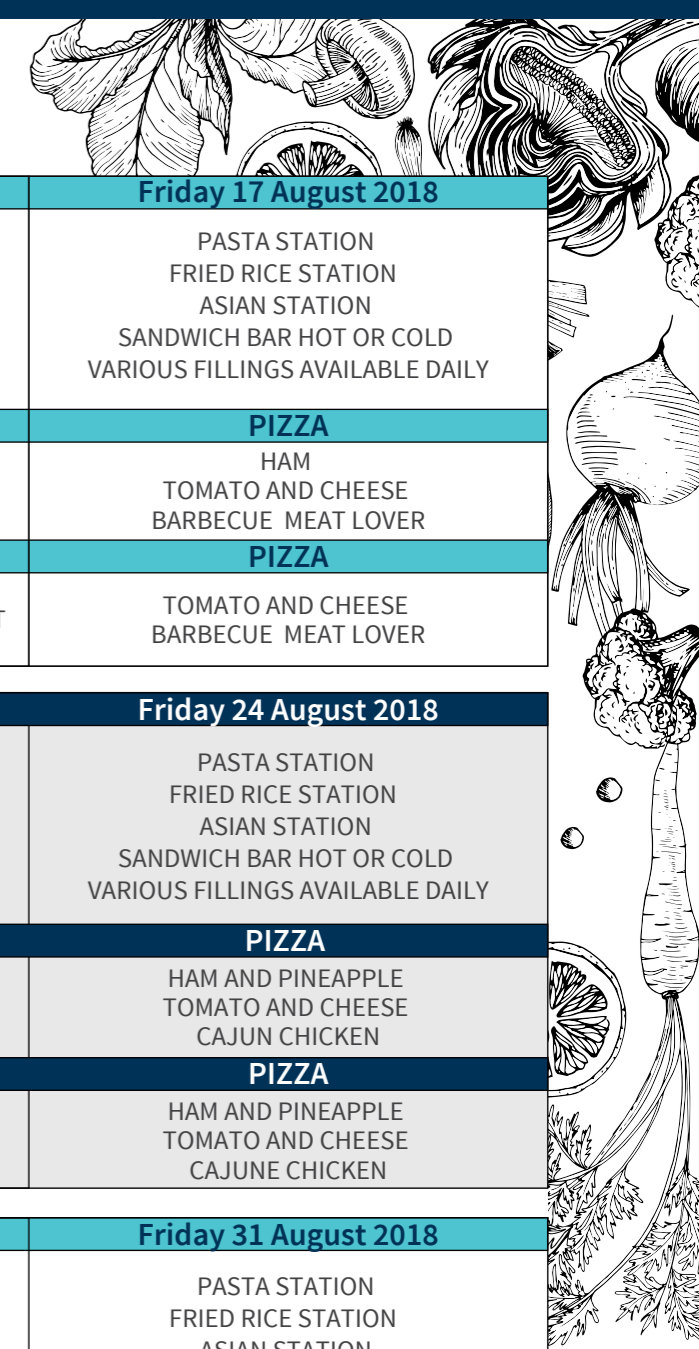 Friday 17 August 2018
PASTA STATION
FRIED RICE STATION
ASIAN STATION
SANDWICH BAR HOT OR COLD
VARIOUS FILLINGS AVAILABLE DAILY
PIZZA
HAM
TOMATO AND CHEESE
BARBECUE  MEAT LOVER
PIZZA
TOMATO AND CHEESE
BARBECUE  MEAT LOVER
Friday 24 August 2018
PASTA STATION
FRIED RICE STATION
ASIAN STATION
SANDWICH BAR HOT OR COLD
VARIOUS FILLINGS AVAILABLE DAILY
PIZZA
HAM AND PINEAPPLE
TOMATO AND CHEESE
CAJUN CHICKEN
PIZZA
HAM AND PINEAPPLE
TOMATO AND CHEESE
CAJUNE CHICKEN
Friday 31 August 2018
PASTA STATION
FRIED RICE STATION
ASIAN STATION